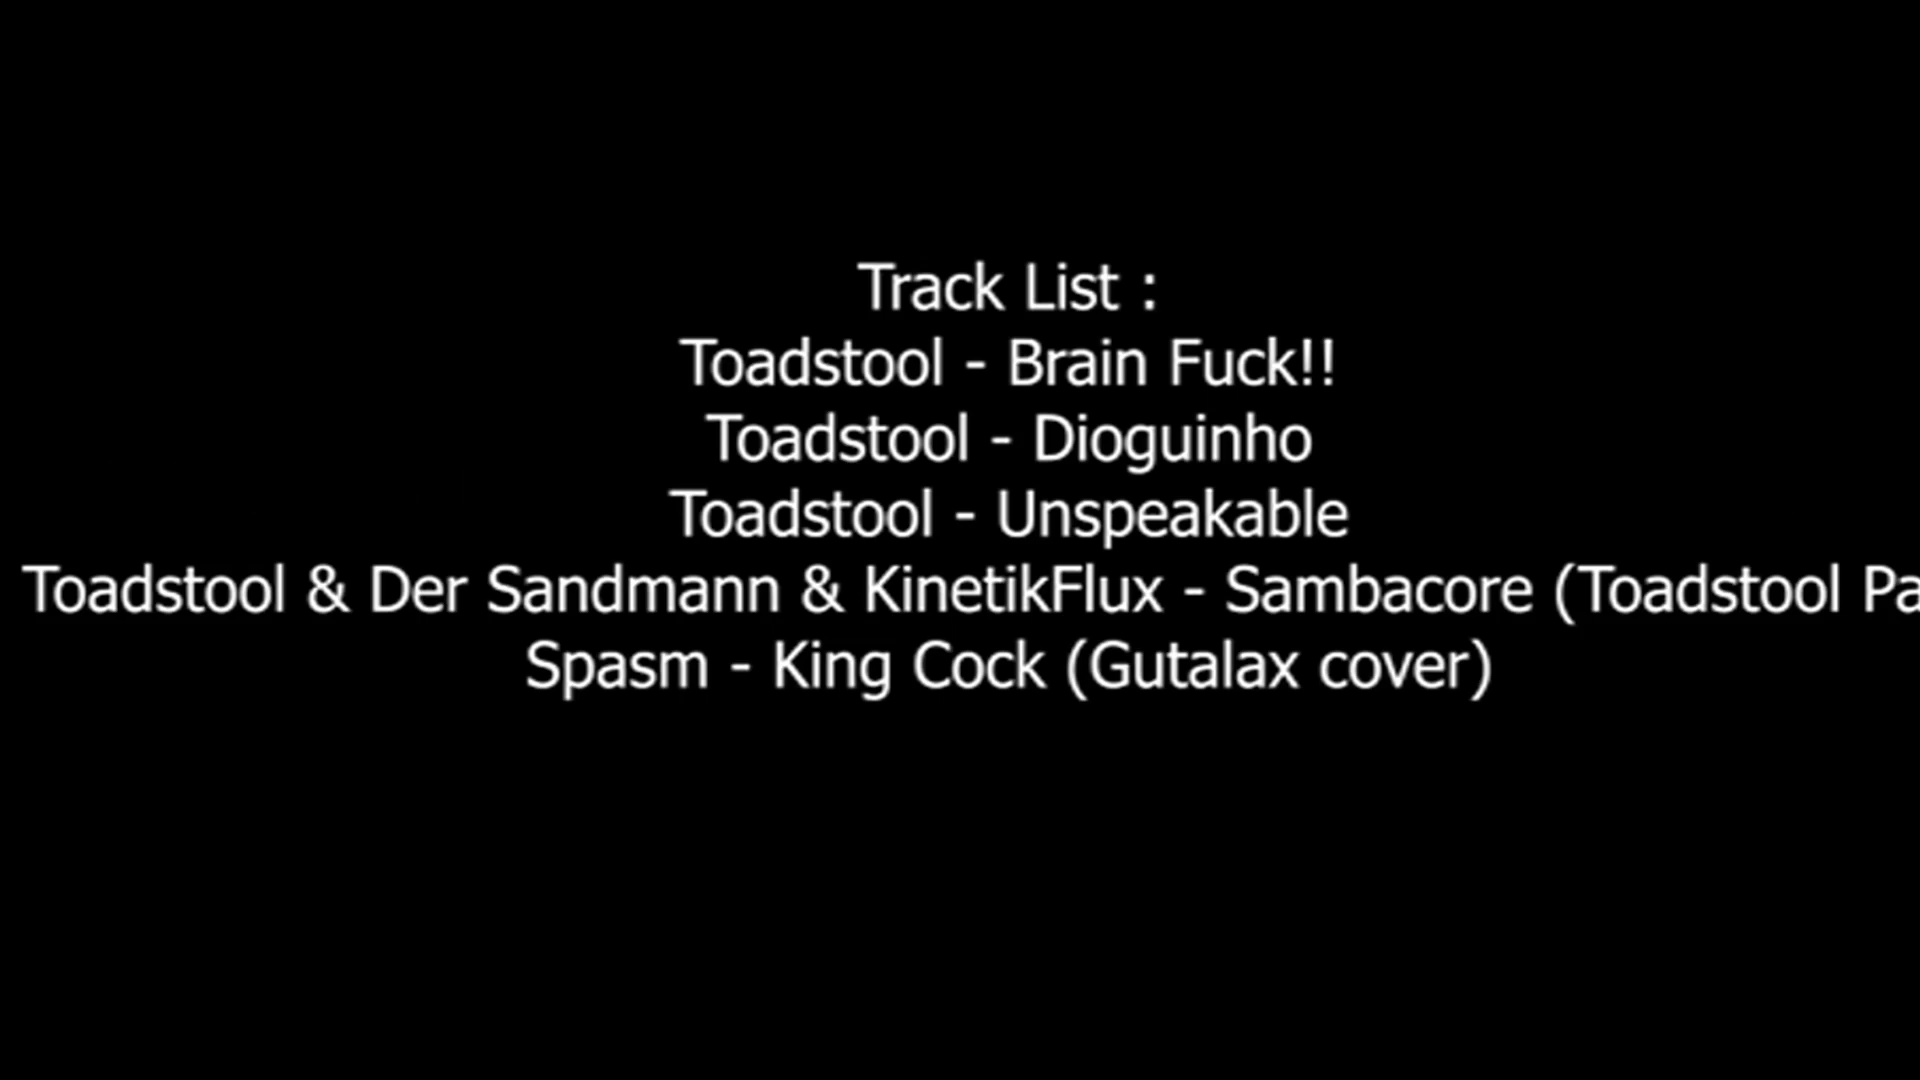 Track List :
Toadstool - Brain Fuck!!
Toadstool - Dioguinho
Toadstool - Unspeakable
Toadstool & Der Sandmann & KinetikFlux - Sambacore (Toadstool Pa
Spasm - King Cock (Gutalax cover)